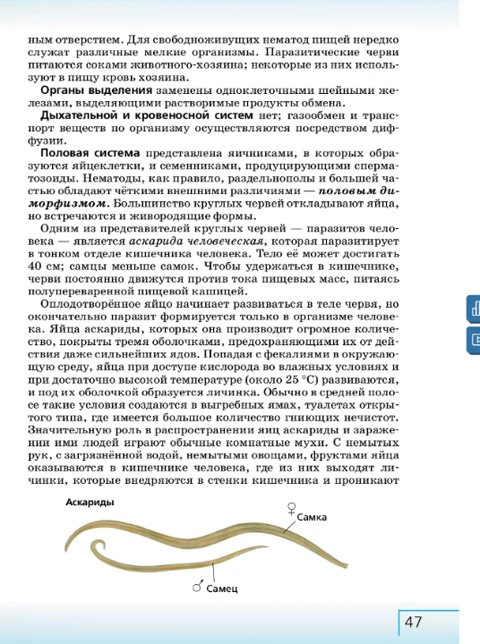 ным отверстием. Для свободноживущих нематод пищей нередко
служат различные мелкие организмы. Паразитические черви
питаются соками животного-хозяина; некоторые из них исполь-
зуют в пищу кровь хозяина.
Органы выделения заменены одноклеточными шейными же-
лезами, выделяющими растворимые продукты обмена.
Дыхательной и кровеносной систем нет; газообмен и транс-
порт веществ по организму осуществляются посредством диф-
фузии.
Половая система представлена яичниками, в которых обра-
зуются яйцеклетки, и семенниками, продуцирующими сперма-
тозоиды. Нематоды, как правило, раздельнополы и большей ча-
стью обладают чёткими внешними различиями — половым ди-
морфизмом. Большинство круглых червей откладывают яйца,
но встречаются и живородящие формы.
Одним из представителей круглых червей — паразитов чело-
века — является аскарида человеческая, которая паразитирует
в тонком отделе кишечника человека. Тело её может достигать
40 см; самцы меньше самок. Чтобы удержаться в кишечнике,
черви постоянно движутся против тока пищевых масс, питаясь
полупереваренной пищевой кашицей.
Оплодотворённое яйцо начинает развиваться в теле червя, но
окончательно паразит формируется только в организме челове-
ка. Яйца аскариды, которых она производит огромное количе-
ство, покрыты тремя оболочками, предохраняющими их от дей-
ствия даже сильнейших ядов. Попадая с фекалиями в окружаю-
щую среду, яйца при доступе кислорода во влажных условиях и
при достаточно высокой температуре (около 25 °С) развиваются,
и под их оболочкой образуется личинка. Обычно в средней поло-
се такие условия создаются в выгребных ямах, туалетах откры-
того типа, где имеется большое количество гниющих нечистот.
Значительную роль в распространении яиц аскариды и зараже-
нии ими людей играют обычные комнатные мухи. С немытых
рук, с загрязнённой водой, немытыми овощами, фруктами яйца
оказываются в кишечнике человека, где из них выходят ли-
чинки, которые внедряются в стенки кишечника и проникают
Аскариды
♀
Самка
♂ Самец
47